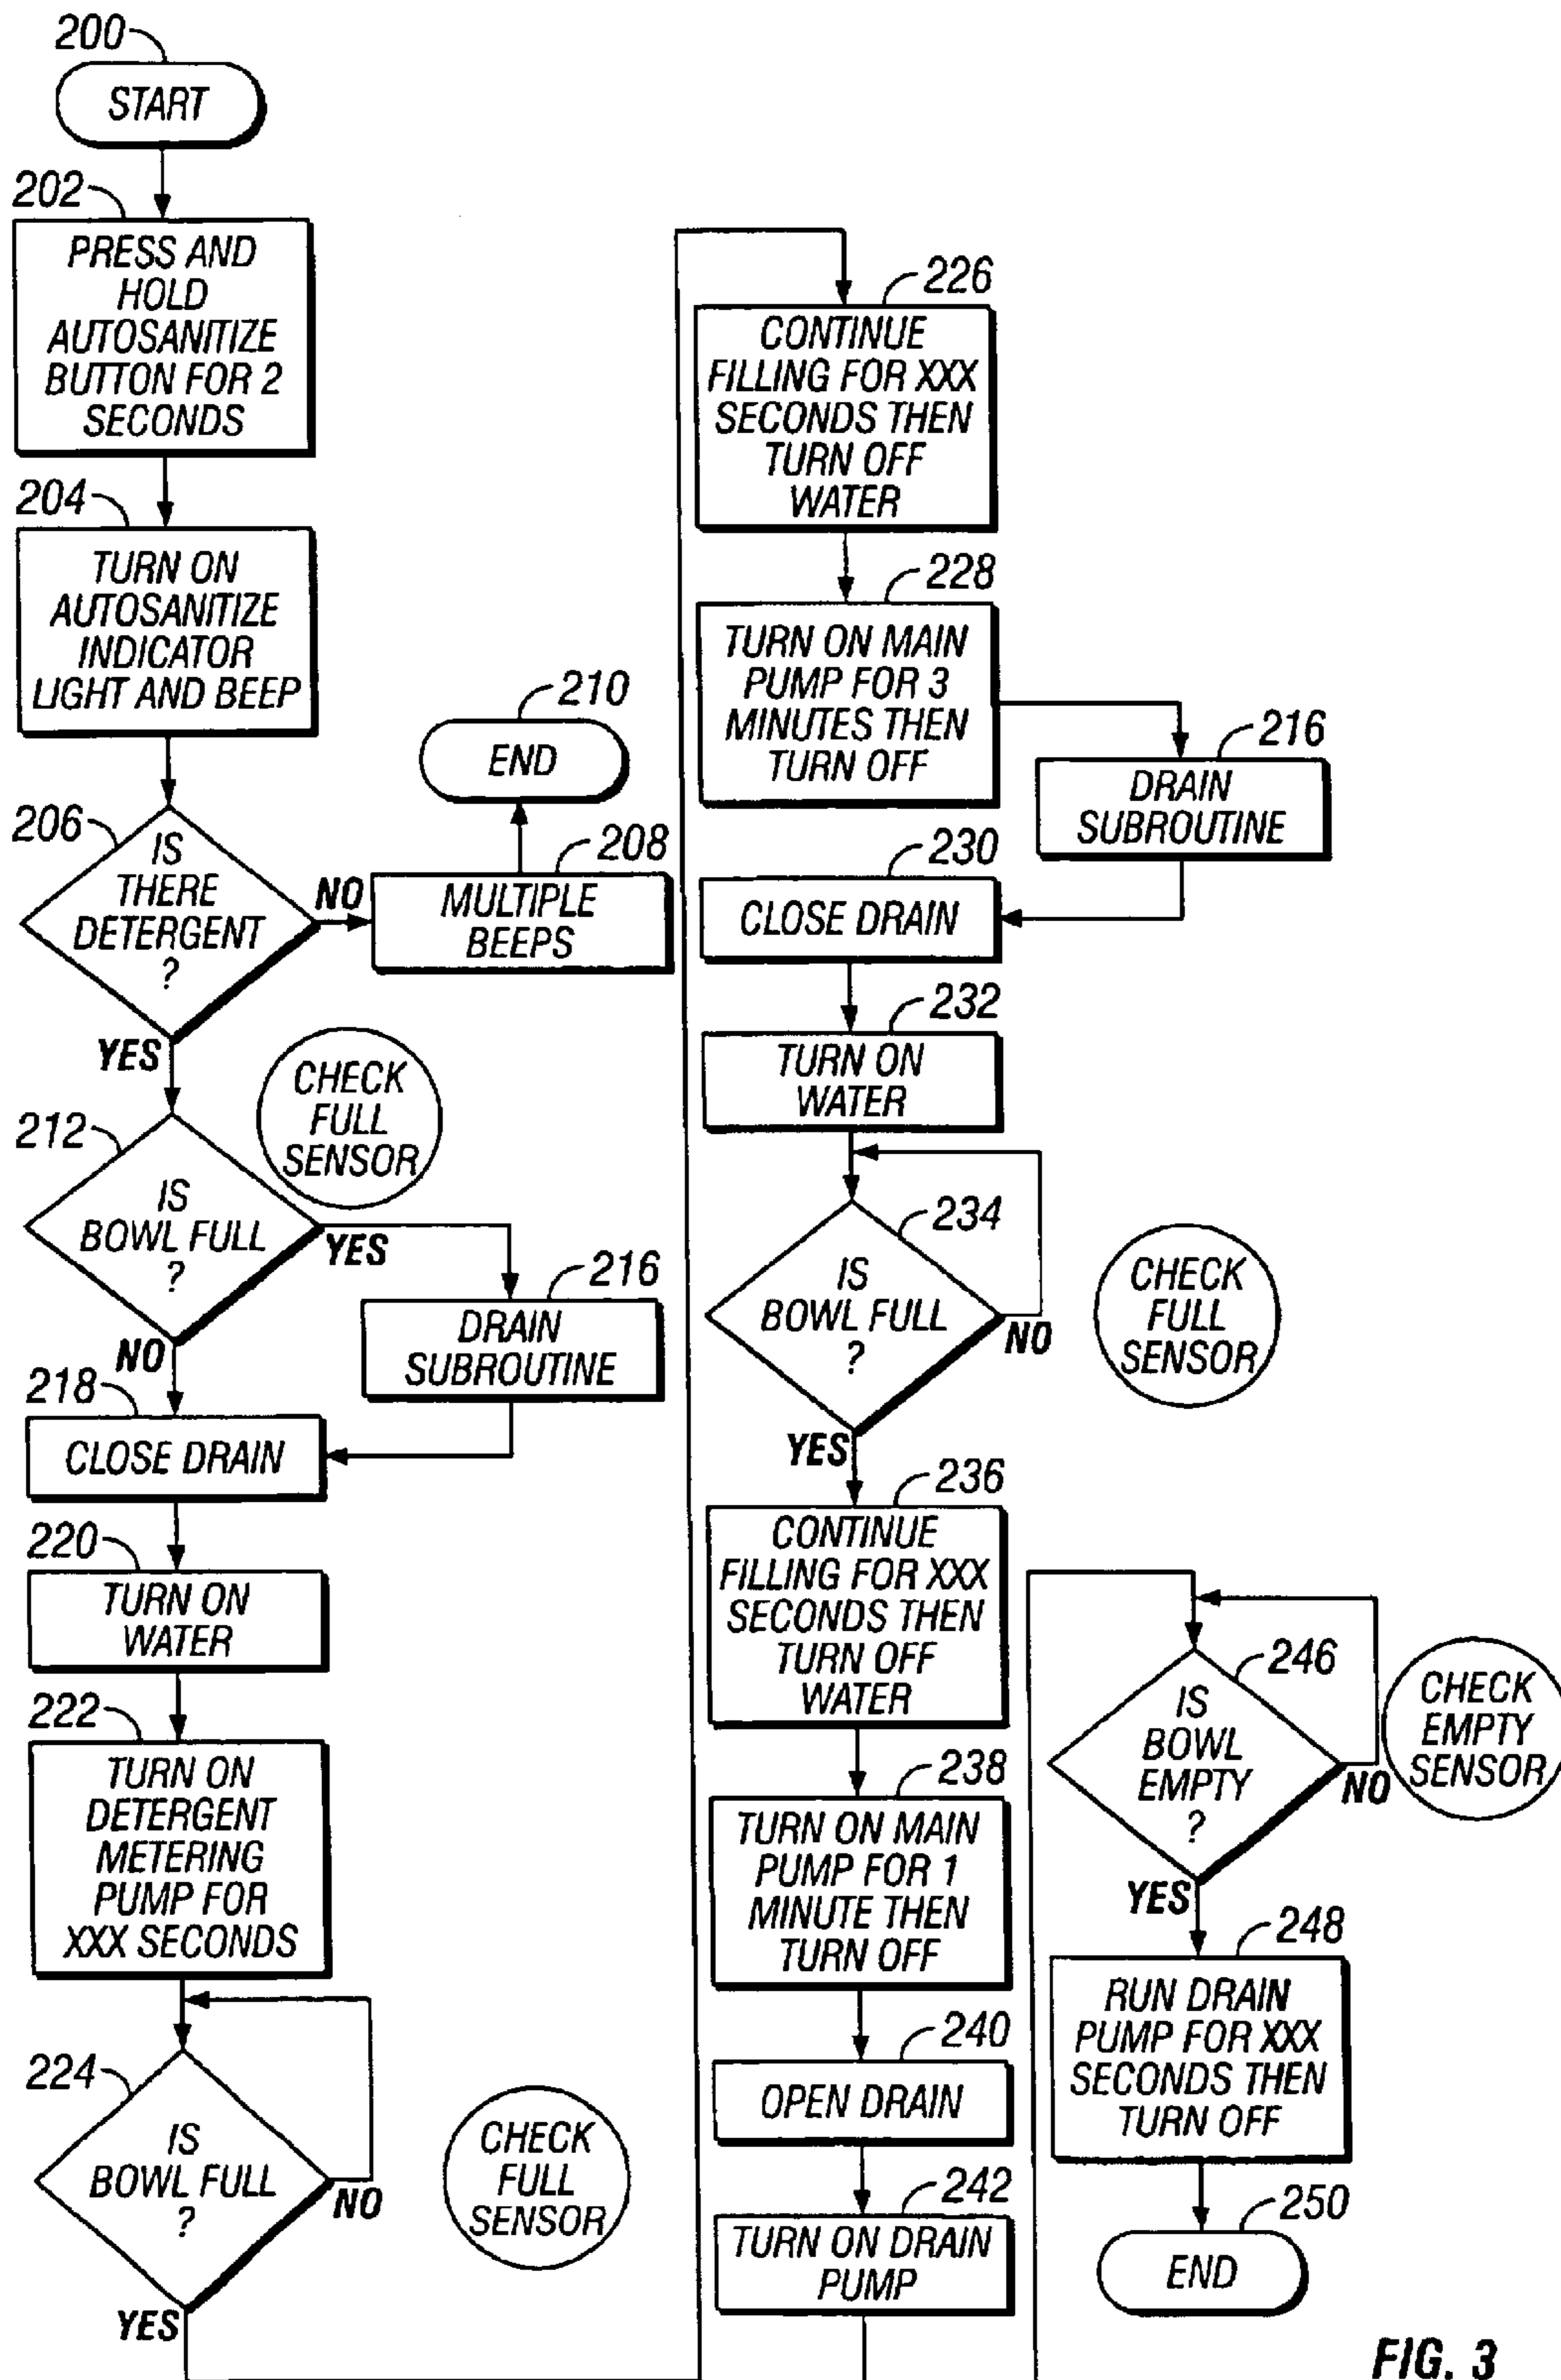 200
START
202
PRESS AND
HOLD
AUTOSANITIZE
BUTTON FOR 2
SECONDS
204
TURN ON
AUTOSANITIZE
INDICATOR
LIGHT AND BEEP
206
IS
THERE
DETERGENT
?
NO
YES
208
MULTIPLE
BEEPS
210
END
212
IS
BOWL FULL
?
YES
NO
CHECK
FULL
SENSOR
216
DRAIN
SUBROUTINE
218
CLOSE DRAIN
220
TURN ON
WATER
222
TURN ON
DETERGENT
METERING
PUMP FOR
XXX SECONDS
224
IS
BOWL FULL
?
NO
YES
CHECK
FULL
SENSOR
226
CONTINUE
FILLING FOR XXX
SECONDS THEN
TURN OFF
WATER
228
TURN ON MAIN
PUMP FOR 3
MINUTES THEN
TURN OFF
216
DRAIN
SUBROUTINE
230
CLOSE DRAIN
232
TURN ON
WATER
234
IS
BOWL FULL
?
NO
YES
CHECK
FULL
SENSOR
236
CONTINUE
FILLING FOR XXX
SECONDS THEN
TURN OFF
WATER
238
TURN ON MAIN
PUMP FOR 1
MINUTE THEN
TURN OFF
240
OPEN DRAIN
242
TURN ON DRAIN
PUMP
246
IS
BOWL
EMPTY
?
NO
YES
CHECK
EMPTY
SENSOR
248
RUN DRAIN
PUMP FOR XXX
SECONDS THEN
TURN OFF
250
END
FIG. 3